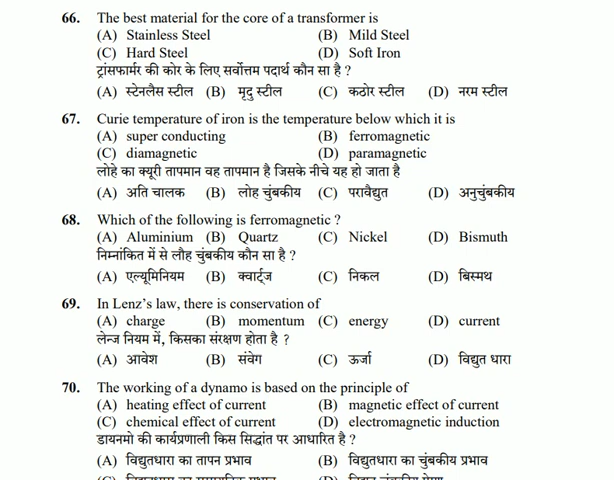 66. The best material for the core of a transformer is
(A) Stainless Steel (B) Mild Steel
(C) Hard Steel (D) Soft Iron
ट्रांसफार्मर की कोर के लिए सर्वोत्तम पदार्थ कौन सा है ?
(A) स्टेनलैस स्टील (B) मृदु स्टील (C) कठोर स्टील (D) नरम स्टील
67. Curie temperature of iron is the temperature below which it is
(A) super conducting (B) ferromagnetic
(C) diamagnetic (D) paramagnetic
लोहे का क्यूरी तापमान वह तापमान है जिसके नीचे यह हो जाता है
(A) अति चालक (B) लोह चुंबकीय (C) परावैद्युत (D) अनुचुंबकीय
68. Which of the following is ferromagnetic ?
(A) Aluminium (B) Quartz (C) Nickel (D) Bismuth
निम्नांकित में से लौह चुंबकीय कौन सा है ?
(A) एल्यूमिनियम (B) क्वार्ट्ज (C) निकल (D) बिस्मथ
69. In Lenz's law, there is conservation of
(A) charge (B) momentum (C) energy (D) current
लेन्ज नियम में, किसका संरक्षण होता है ?
(A) आवेश (B) संवेग (C) ऊर्जा (D) विद्युत धारा
70. The working of a dynamo is based on the principle of
(A) heating effect of current (B) magnetic effect of current
(C) chemical effect of current (D) electromagnetic induction
डायनमो की कार्यप्रणाली किस सिद्धांत पर आधारित है ?
(A) विद्युतधारा का तापन प्रभाव (B) विद्युतधारा का चुंबकीय प्रभाव